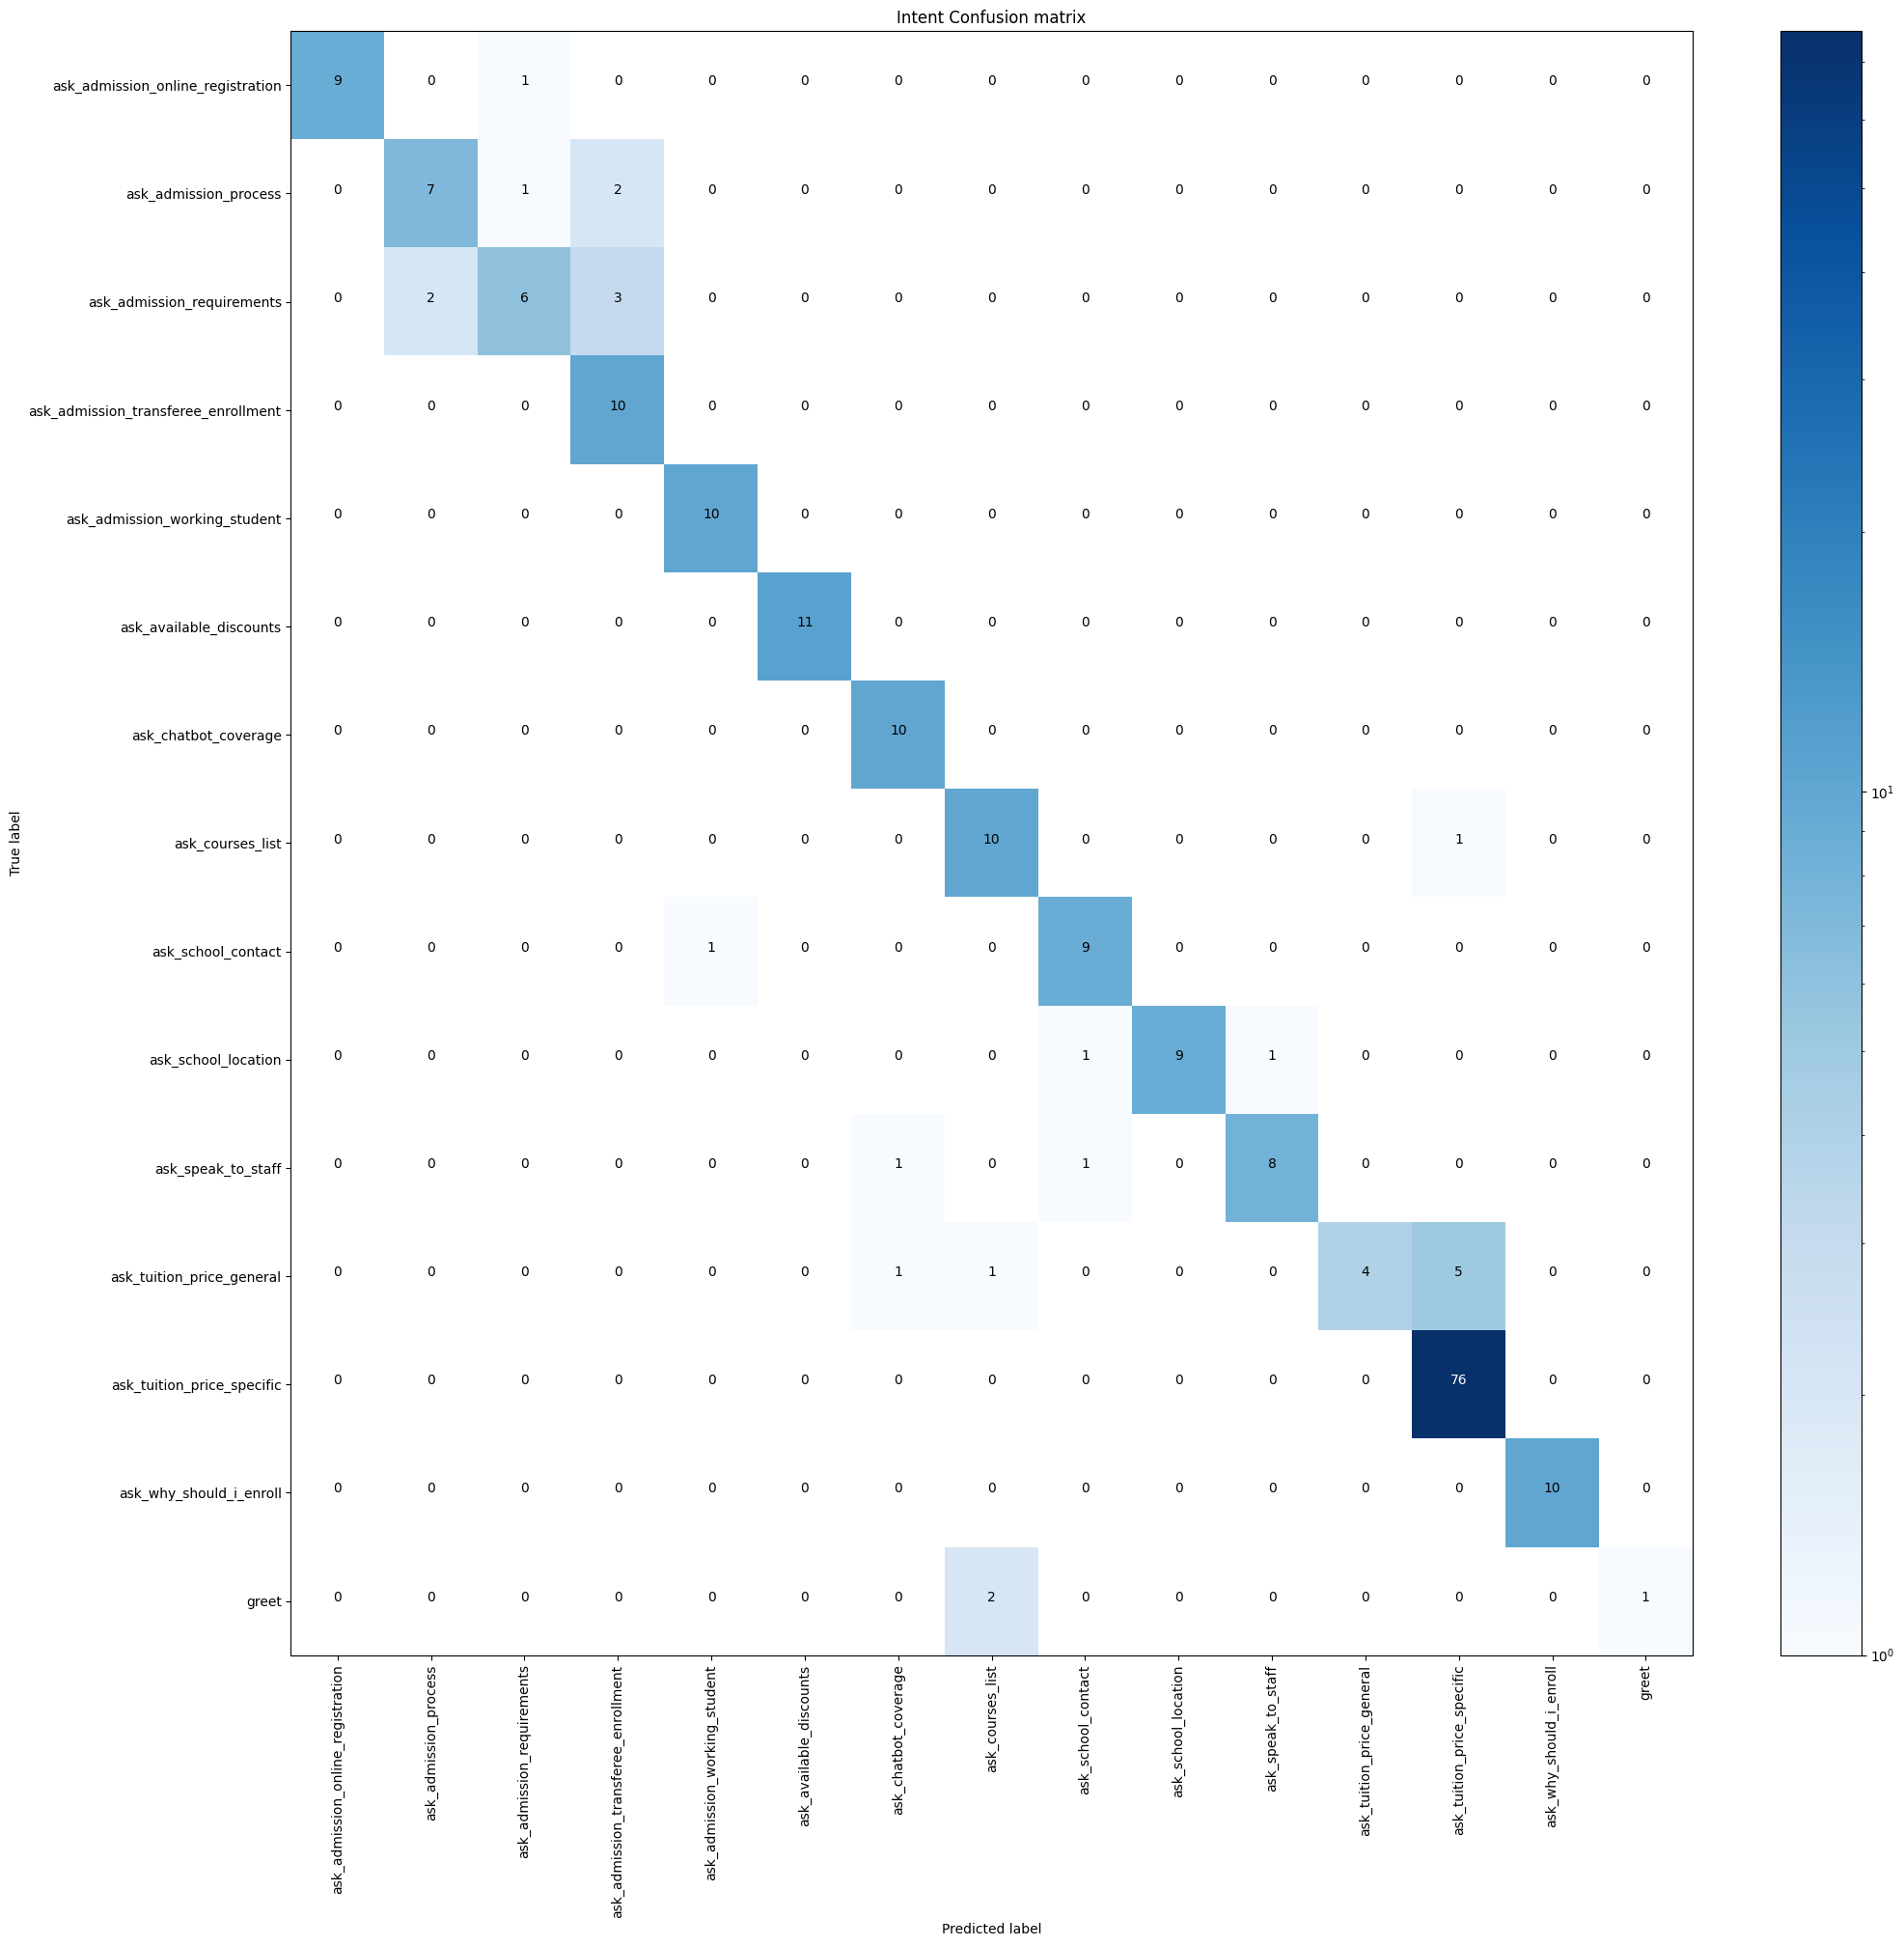 Intent Confusion matrix
ask_admission_online_registration 9 0 1 0 0 0 0 0 0 0 0 0 0 0 0
ask_admission_process 0 7 1 2 0 0 0 0 0 0 0 0 0 0 0
ask_admission_requirements 0 2 6 3 0 0 0 0 0 0 0 0 0 0 0
ask_admission_transferee_enrollment 0 0 0 10 0 0 0 0 0 0 0 0 0 0 0
ask_admission_working_student 0 0 0 0 10 0 0 0 0 0 0 0 0 0 0
ask_available_discounts 0 0 0 0 0 11 0 0 0 0 0 0 0 0 0
ask_chatbot_coverage 0 0 0 0 0 0 10 0 0 0 0 0 0 0 0
ask_courses_list 0 0 0 0 0 0 0 10 0 0 0 0 1 0 0
ask_school_contact 0 0 0 0 1 0 0 0 9 0 0 0 0 0 0
ask_school_location 0 0 0 0 0 0 0 0 1 9 1 0 0 0 0
ask_speak_to_staff 0 0 0 0 0 0 1 0 1 0 8 0 0 0 0
ask_tuition_price_general 0 0 0 0 0 0 1 1 0 0 0 4 5 0 0
ask_tuition_price_specific 0 0 0 0 0 0 0 0 0 0 0 0 76 0 0
ask_why_should_i_enroll 0 0 0 0 0 0 0 0 0 0 0 0 0 10 0
greet 0 0 0 0 0 0 0 2 0 0 0 0 0 0 1
True label
ask_admission_online_registration
ask_admission_process
ask_admission_requirements
ask_admission_transferee_enrollment
ask_admission_working_student
ask_available_discounts
ask_chatbot_coverage
ask_courses_list
ask_school_contact
ask_school_location
ask_speak_to_staff
ask_tuition_price_general
ask_tuition_price_specific
ask_why_should_i_enroll
greet
Predicted label
10¹
10⁰